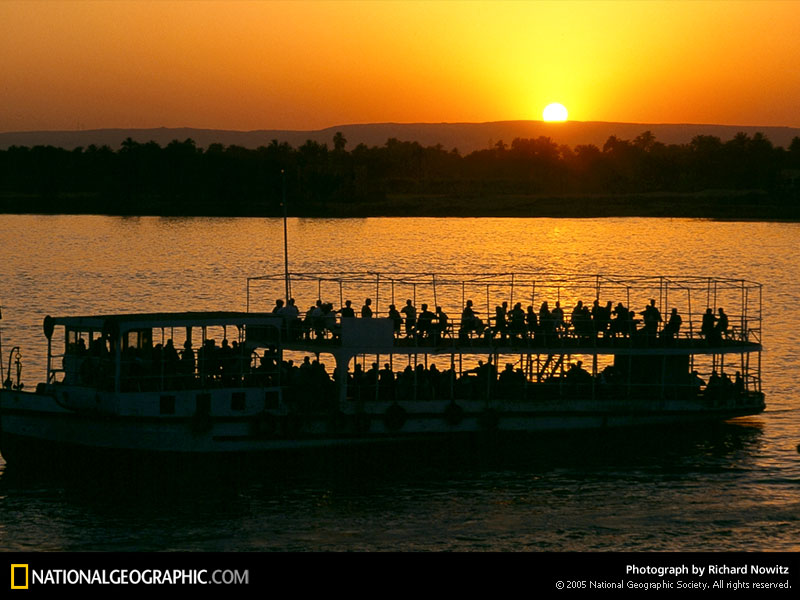 NATIONALGEOGRAPHIC.COM
Photograph by Richard Nowitz
© 2005 National Geographic Society. All rights reserved.